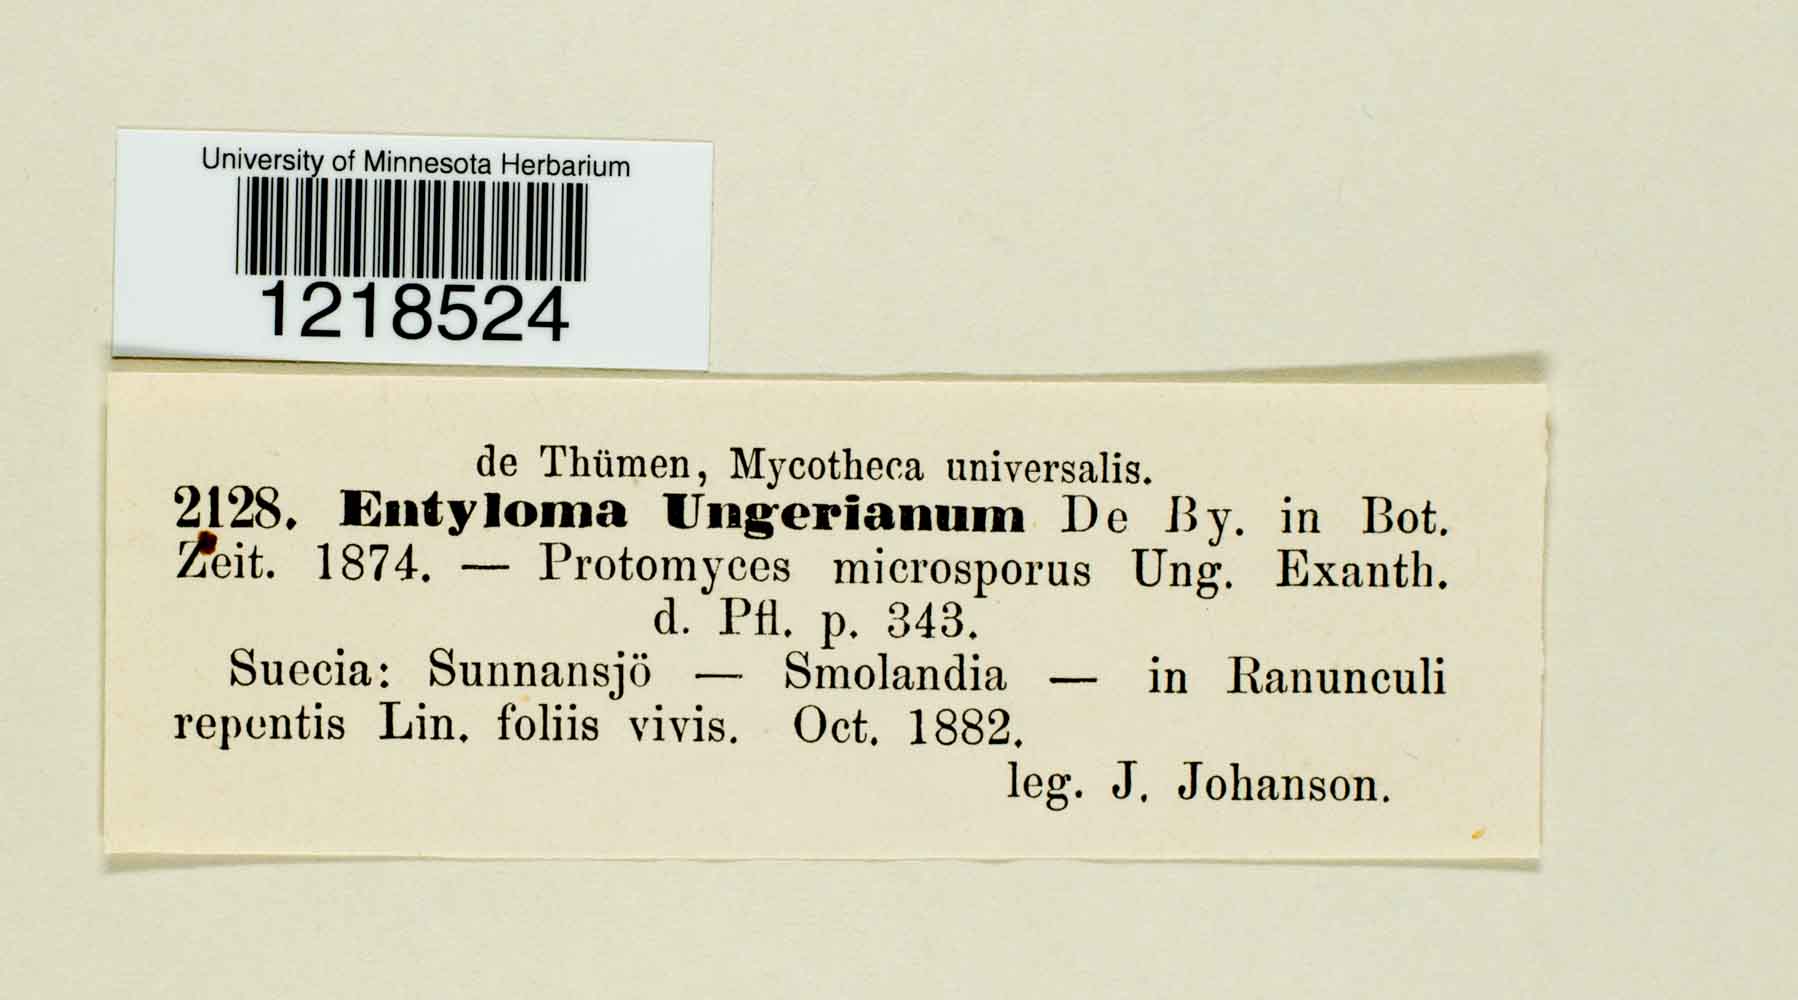 University of Minnesota Herbarium
1218524
de Thümen, Mycotheca universalis.
2128. Entyloma Ungerianum De By. in Bot.
Zeit. 1874. — Protomyces microsporus Ung. Exanth.
d. Pfl. p. 343.
Suecia: Sunnansjö — Smolandia — in Ranunculi
repentis Lin. foliis vivis. Oct. 1882.
leg. J. Johanson.